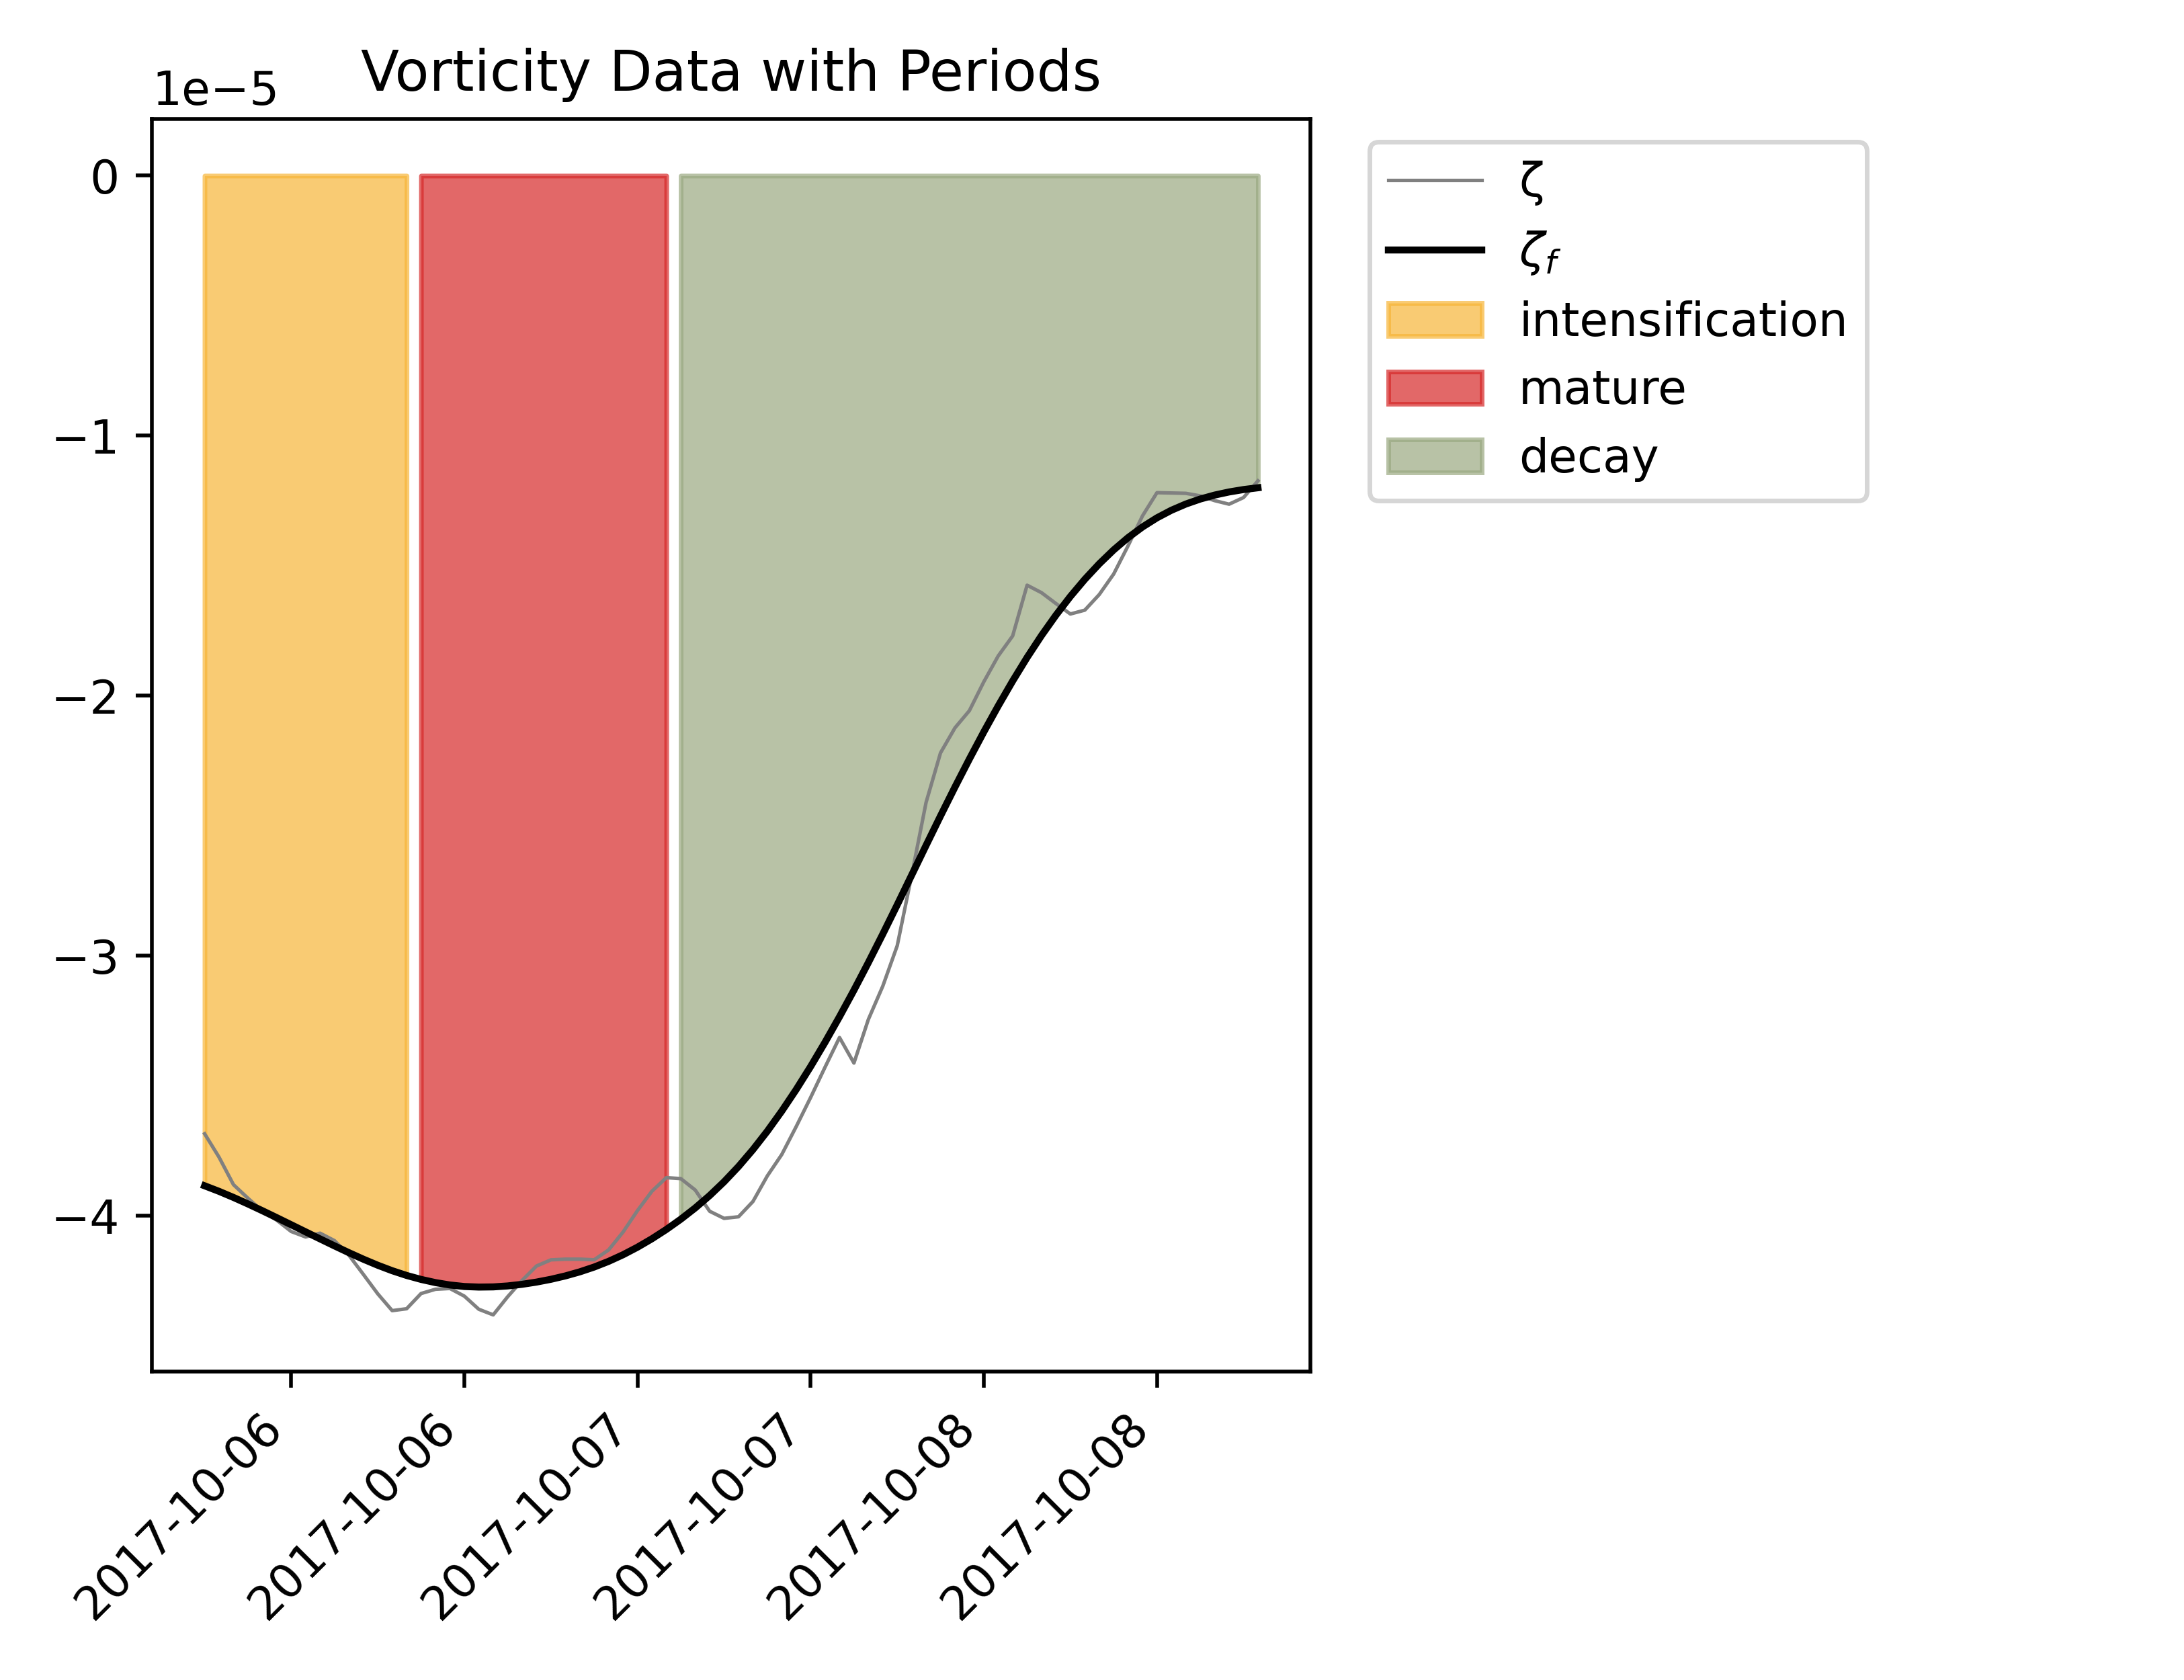 Vorticity Data with Periods
1e−5
0
−1
−2
−3
−4
2017-10-06
2017-10-06
2017-10-07
2017-10-07
2017-10-08
2017-10-08
ζ
ζf
intensification
mature
decay